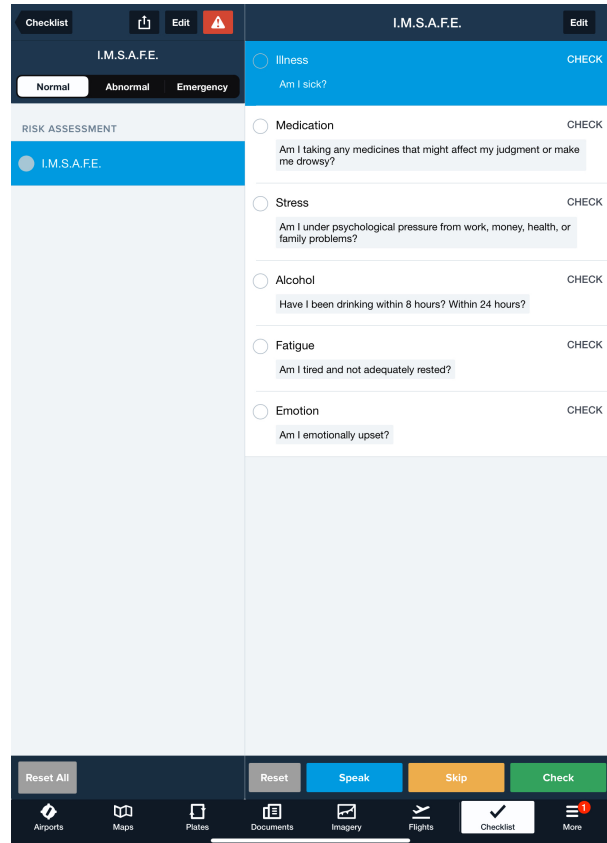 Checklist
Edit
I.M.S.A.F.E.
Normal
Abnormal
Emergency
RISK ASSESSMENT
I.M.S.A.F.E.
Reset All
I.M.S.A.F.E.
Edit
Illness
CHECK
Am I sick?
Medication
CHECK
Am I taking any medicines that might affect my judgment or make
me drowsy?
Stress
CHECK
Am I under psychological pressure from work, money, health, or
family problems?
Alcohol
CHECK
Have I been drinking within 8 hours? Within 24 hours?
Fatigue
CHECK
Am I tired and not adequately rested?
Emotion
CHECK
Am I emotionally upset?
Reset
Speak
Skip
Check
Airports
Maps
Plates
Documents
Imagery
Flights
Checklist
1
More